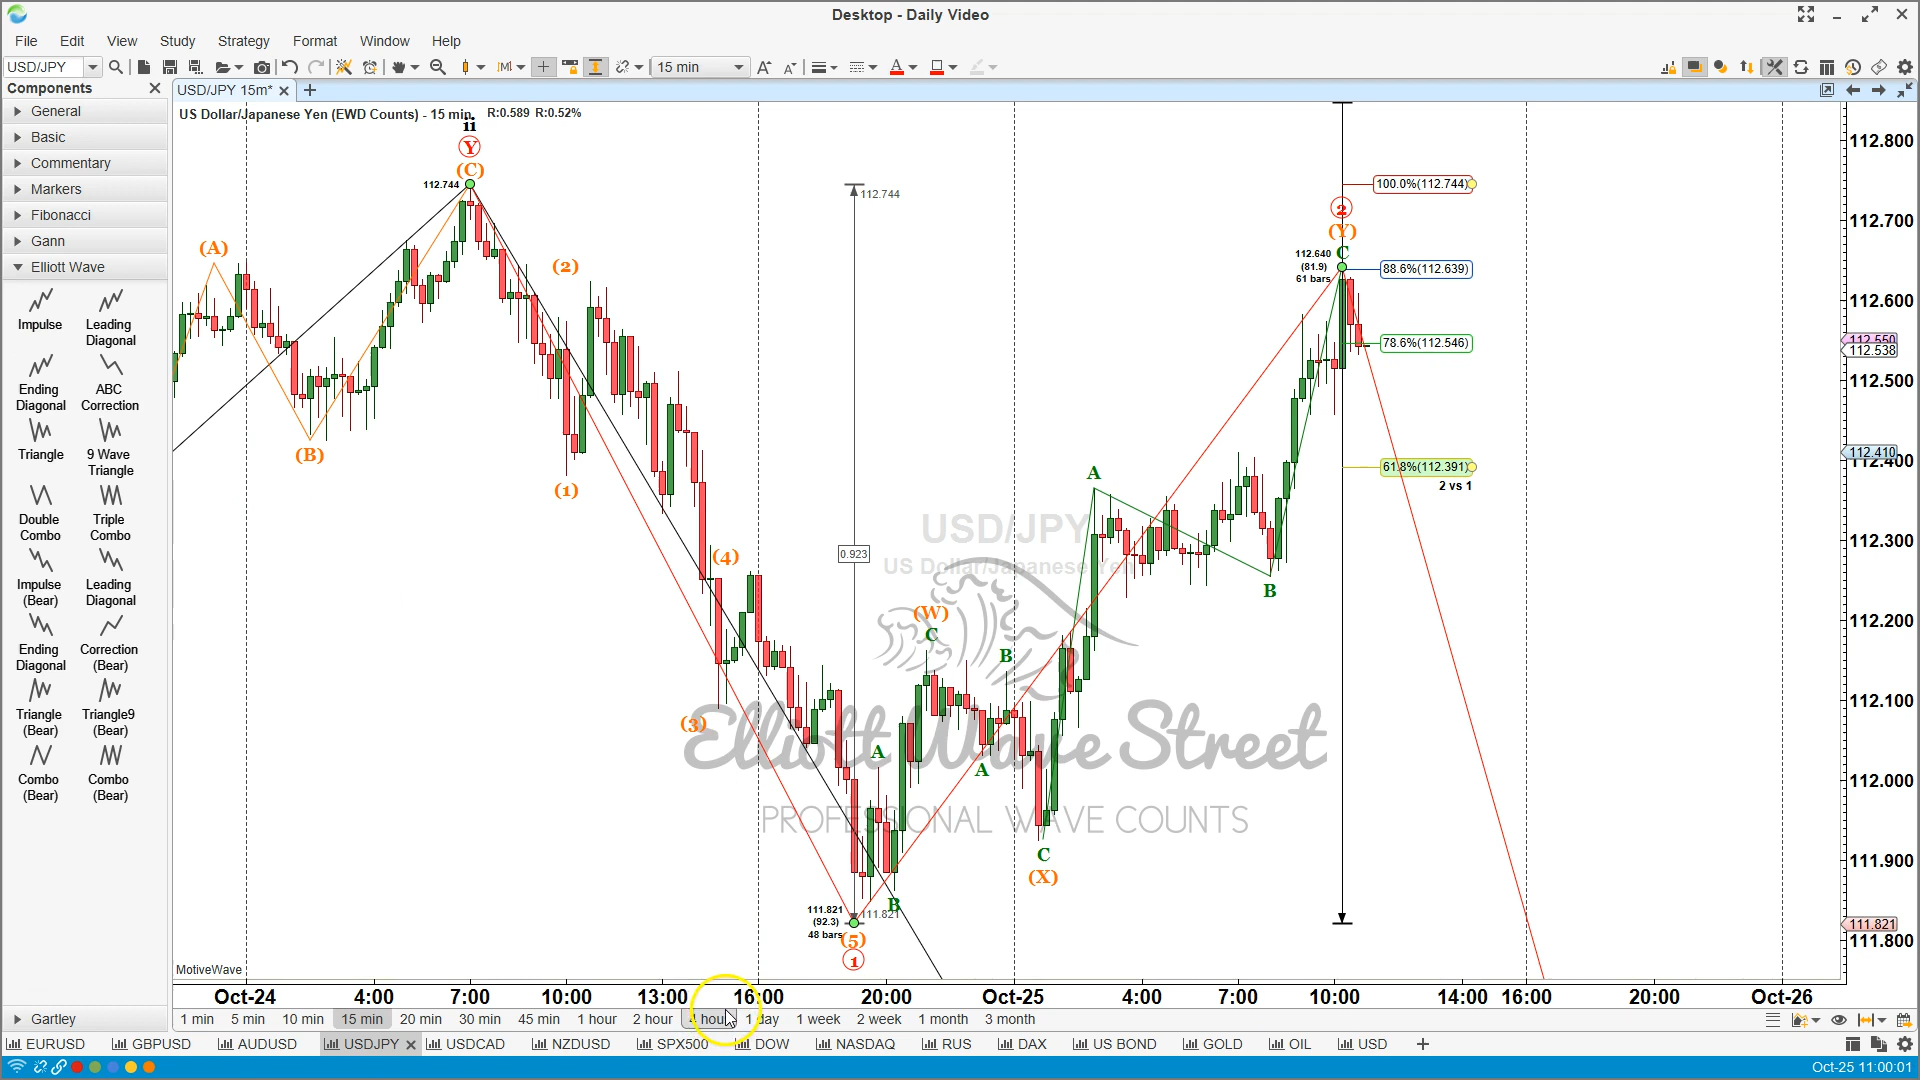 Desktop - Daily Video
File Edit View Study Strategy Format Window Help
USD/JPY 15 min
Components
USD/JPY 15m*
General
Basic
Commentary
Markers
Fibonacci
Gann
Elliott Wave
Impulse Leading Diagonal
Ending Diagonal ABC Correction
Triangle 9 Wave Triangle
Double Combo Triple Combo
Impulse (Bear) Leading Diagonal
Ending Diagonal Correction (Bear)
Triangle (Bear) Triangle9 (Bear)
Combo (Bear) Combo (Bear)
Gartley
US Dollar/Japanese Yen (EWD Counts) - 15 min R:0.589 R:0.52%
ii
Y
(C)
112.744
(A)
(B)
(2)
(1)
(4)
(3)
112.744
0.923
111.821
111.821
(92.3)
48 bars
(5)
1
A
B
(W)
C
A
B
C
(X)
A
B
2
(Y)
C
112.640
(81.9)
61 bars
100.0%(112.744)
88.6%(112.639)
78.6%(112.546)
61.8%(112.391)
2 vs 1
USD/JPY
US Dollar/Japanese Yen
Elliott Wave Street
PROFESSIONAL WAVE COUNTS
112.800
112.700
112.600
112.550
112.538
112.500
112.410
112.400
112.300
112.200
112.100
112.000
111.900
111.821
111.800
MotiveWave
Oct-24 4:00 7:00 10:00 13:00 16:00 20:00 Oct-25 4:00 7:00 10:00 14:00 16:00 20:00 Oct-26
1 min 5 min 10 min 15 min 20 min 30 min 45 min 1 hour 2 hour 4 hour 1 day 1 week 2 week 1 month 3 month
EURUSD GBPUSD AUDUSD USDJPY USDCAD NZDUSD SPX500 DOW NASDAQ RUS DAX US BOND GOLD OIL USD
Oct-25 11:00:01